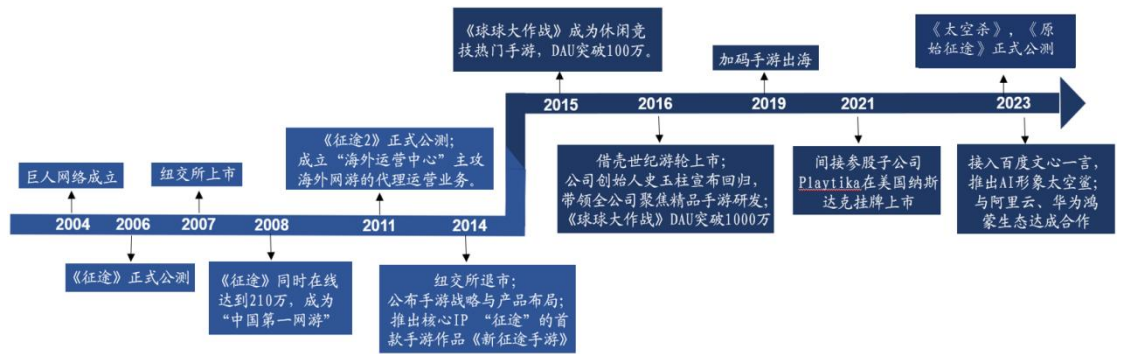 《球球大作战》成为休闲竞
技热门手游，DAU突破100万。
加码手游出海
《太空杀》，《原
始征途》正式公测
2015
2016
2019
2021
2023
《征途2》正式公测；
成立“海外运营中心”主攻
海外网游的代理运营业务。
借壳世纪游轮上市；
公司创始人史玉柱宣布回归，
带领全公司聚焦精品手游研发；
《球球大作战》DAU突破1000万
间接参股子公司
Playtika在美国纳斯
达克挂牌上市
接入百度文心一言，
推出AI形象太空鲨；
与阿里云、华为鸿
蒙生态达成合作
巨人网络成立
纽交所上市
2004
2006
2007
2008
2011
2014
《征途》正式公测
《征途》同时在线
达到210万，成为
“中国第一网游”
纽交所退市；
公布手游战略与产品布局；
推出核心IP “征途”的首
款手游作品《新征途手游》